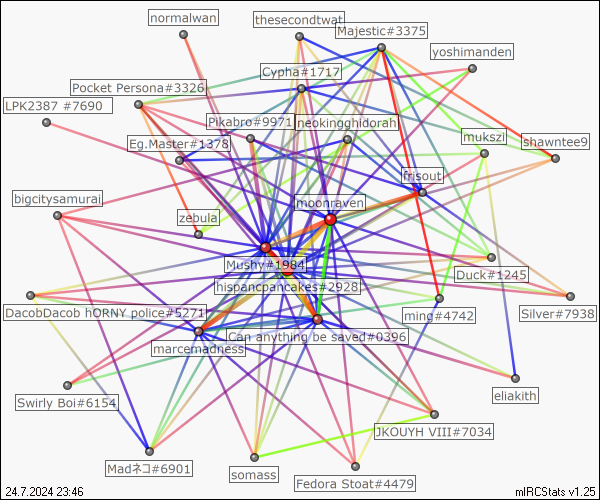 normalwan
thesecondtwat
Majestic#3375
yoshimanden
Cypha#1717
Pocket Persona#3326
LPK2387 #7690
Pikabro#9971
neokingghidorah
Eg.Master#1378
mukszi
shawntee9
frisout
bigcitysamurai
moonraven
zebula
Mushy#1984
Duck#1245
hispancpancakes#2928
DacobDacob hORNY police#5271
Silver#7938
ming#4742
Can anything be saved#0396
marcemadness
eliakith
Swirly Boi#6154
JKOUYH VIII#7034
Madネコ#6901
somass
Fedora Stoat#4479
24.7.2024 23:46
mIRCStats v1.25